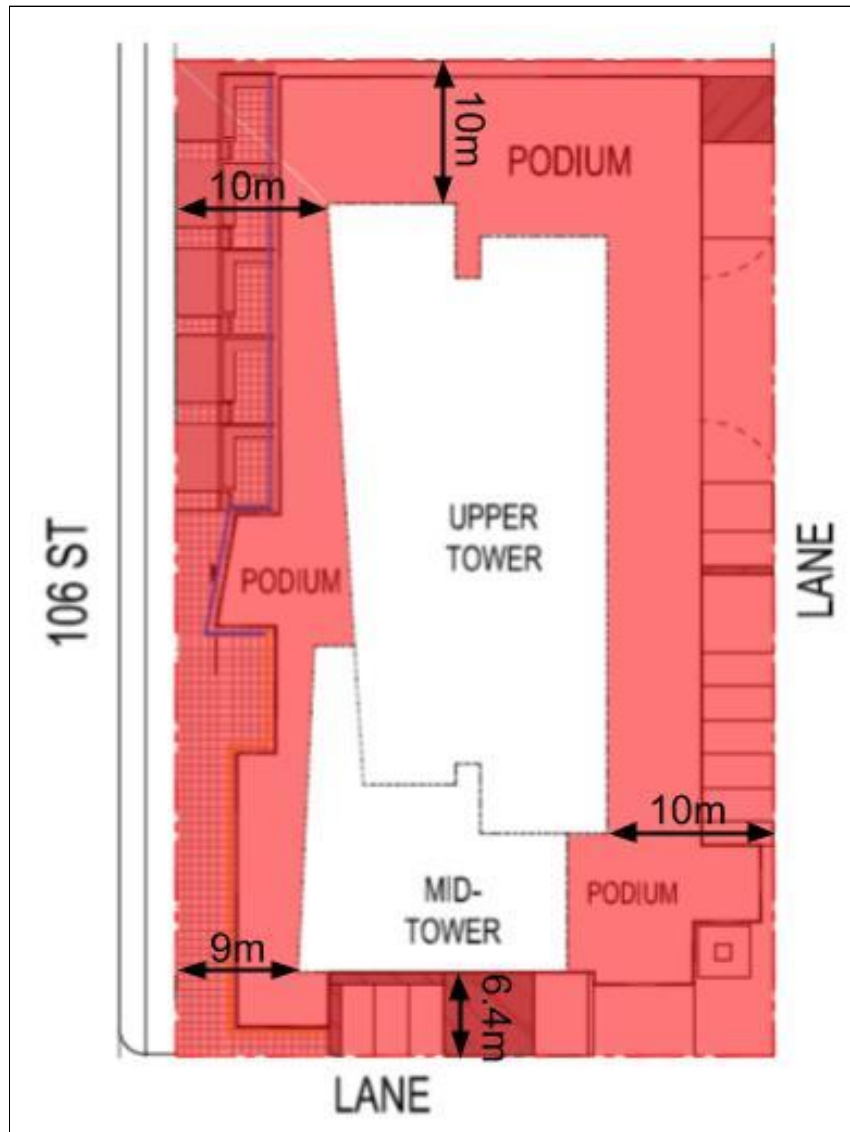 10m
PODIUM
10m
UPPER
TOWER
106 ST
PODIUM
LANE
10m
MID-
TOWER
PODIUM
9m
6.4m
LANE